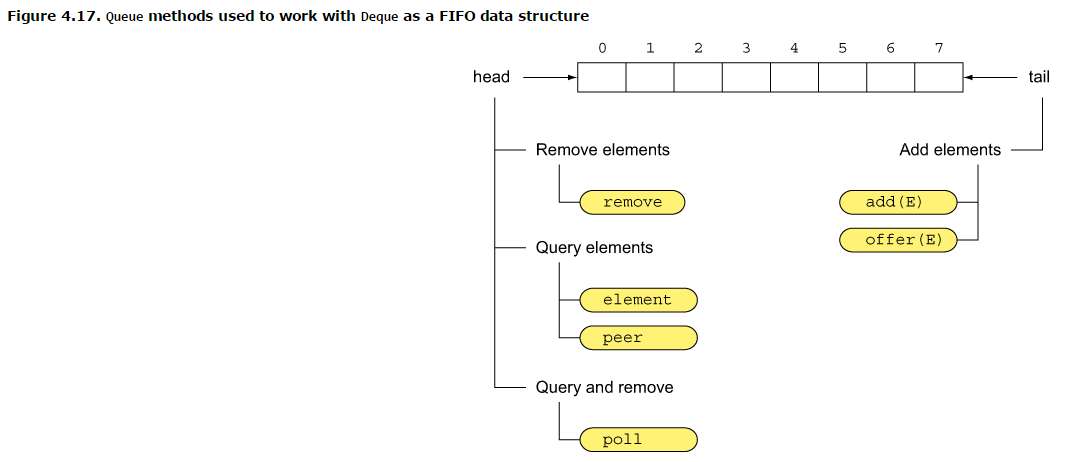 Figure 4.17. Queue methods used to work with Deque as a FIFO data structure
0 1 2 3 4 5 6 7
head tail
Remove elements Add elements
remove add(E)
offer(E)
Query elements
element
peer
Query and remove
poll